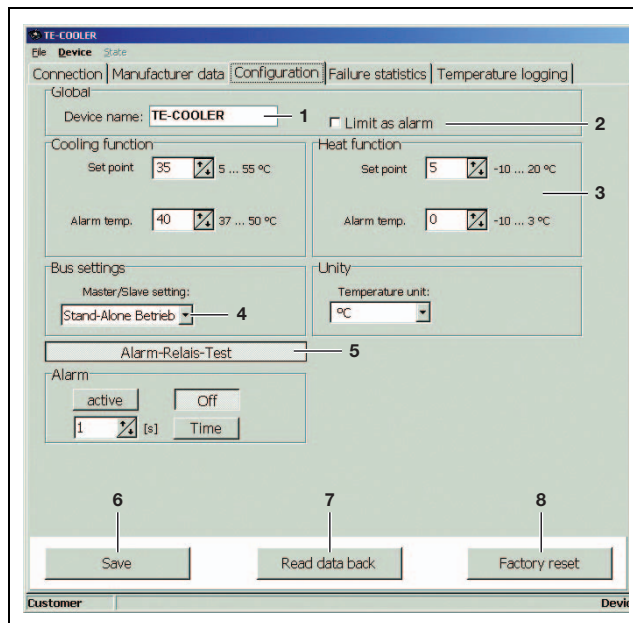 TE-COOLER
File Device State
Connection Manufacturer data Configuration Failure statistics Temperature logging
Global
Device name: TE-COOLER 1 Limit as alarm 2
Cooling function Heat function
Set point 35 5 ... 55 ºC Set point 5 -10 ... 20 ºC
3
Alarm temp. 40 37 ... 50 ºC Alarm temp. 0 -10 ... 3 ºC
Bus settings Unity
Master/Slave setting: Temperature unit:
Stand-Alone Betrieb 4 ºC
Alarm-Relais-Test 5
Alarm
active Off
1 [s] Time
6 7 8
Save Read data back Factory reset
Customer